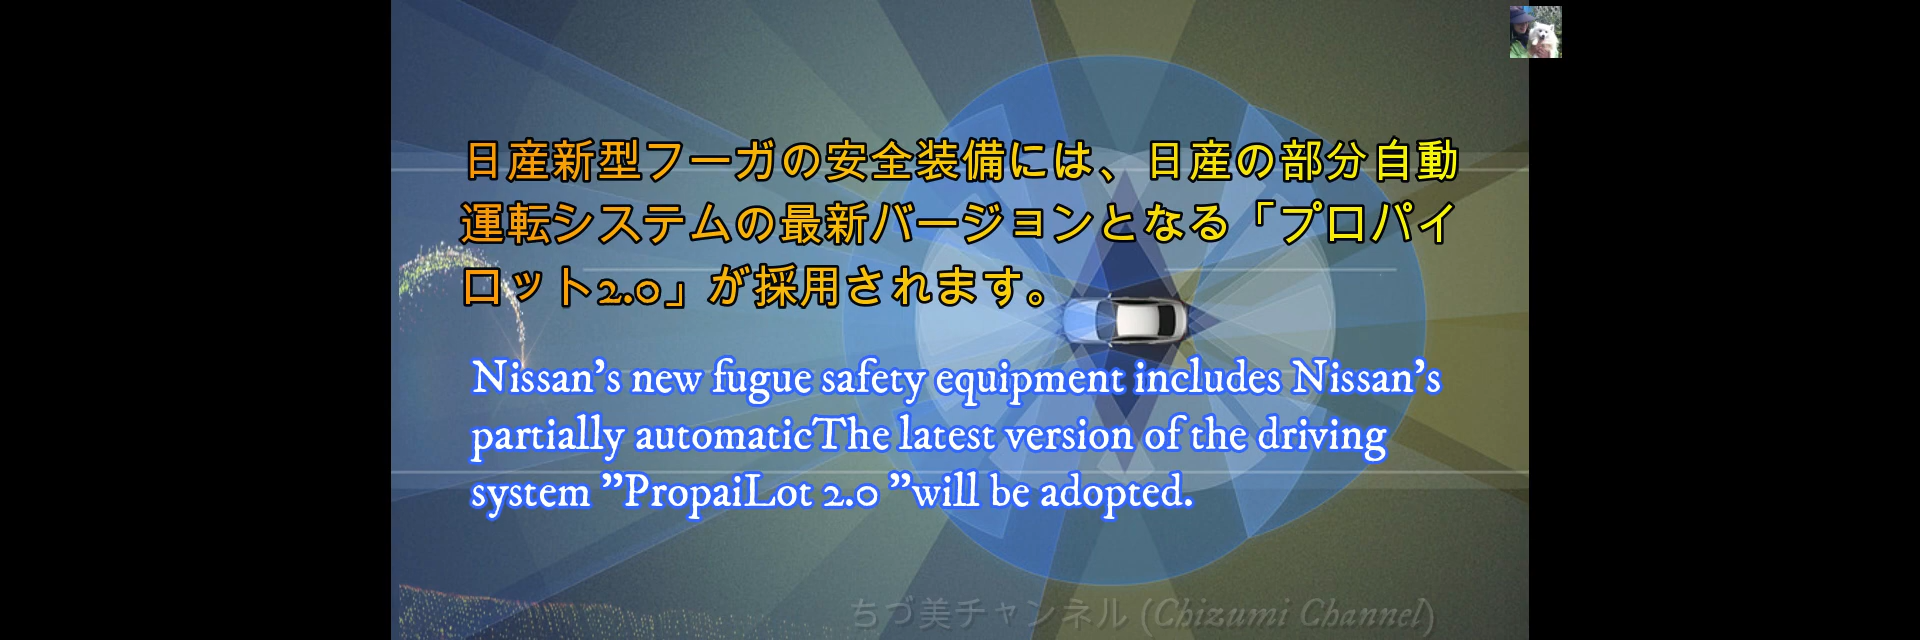 日産新型フーガの安全装備には、日産の部分自動
運転システムの最新バージョンとなる「プロパイ
ロット2.0」が採用されます。
Nissan’s new fugue safety equipment includes Nissan’s
partially automaticThe latest version of the driving
system ”PropaiLot 2.0 ”will be adopted.
ちづ美チャンネル (Chizumi Channel)